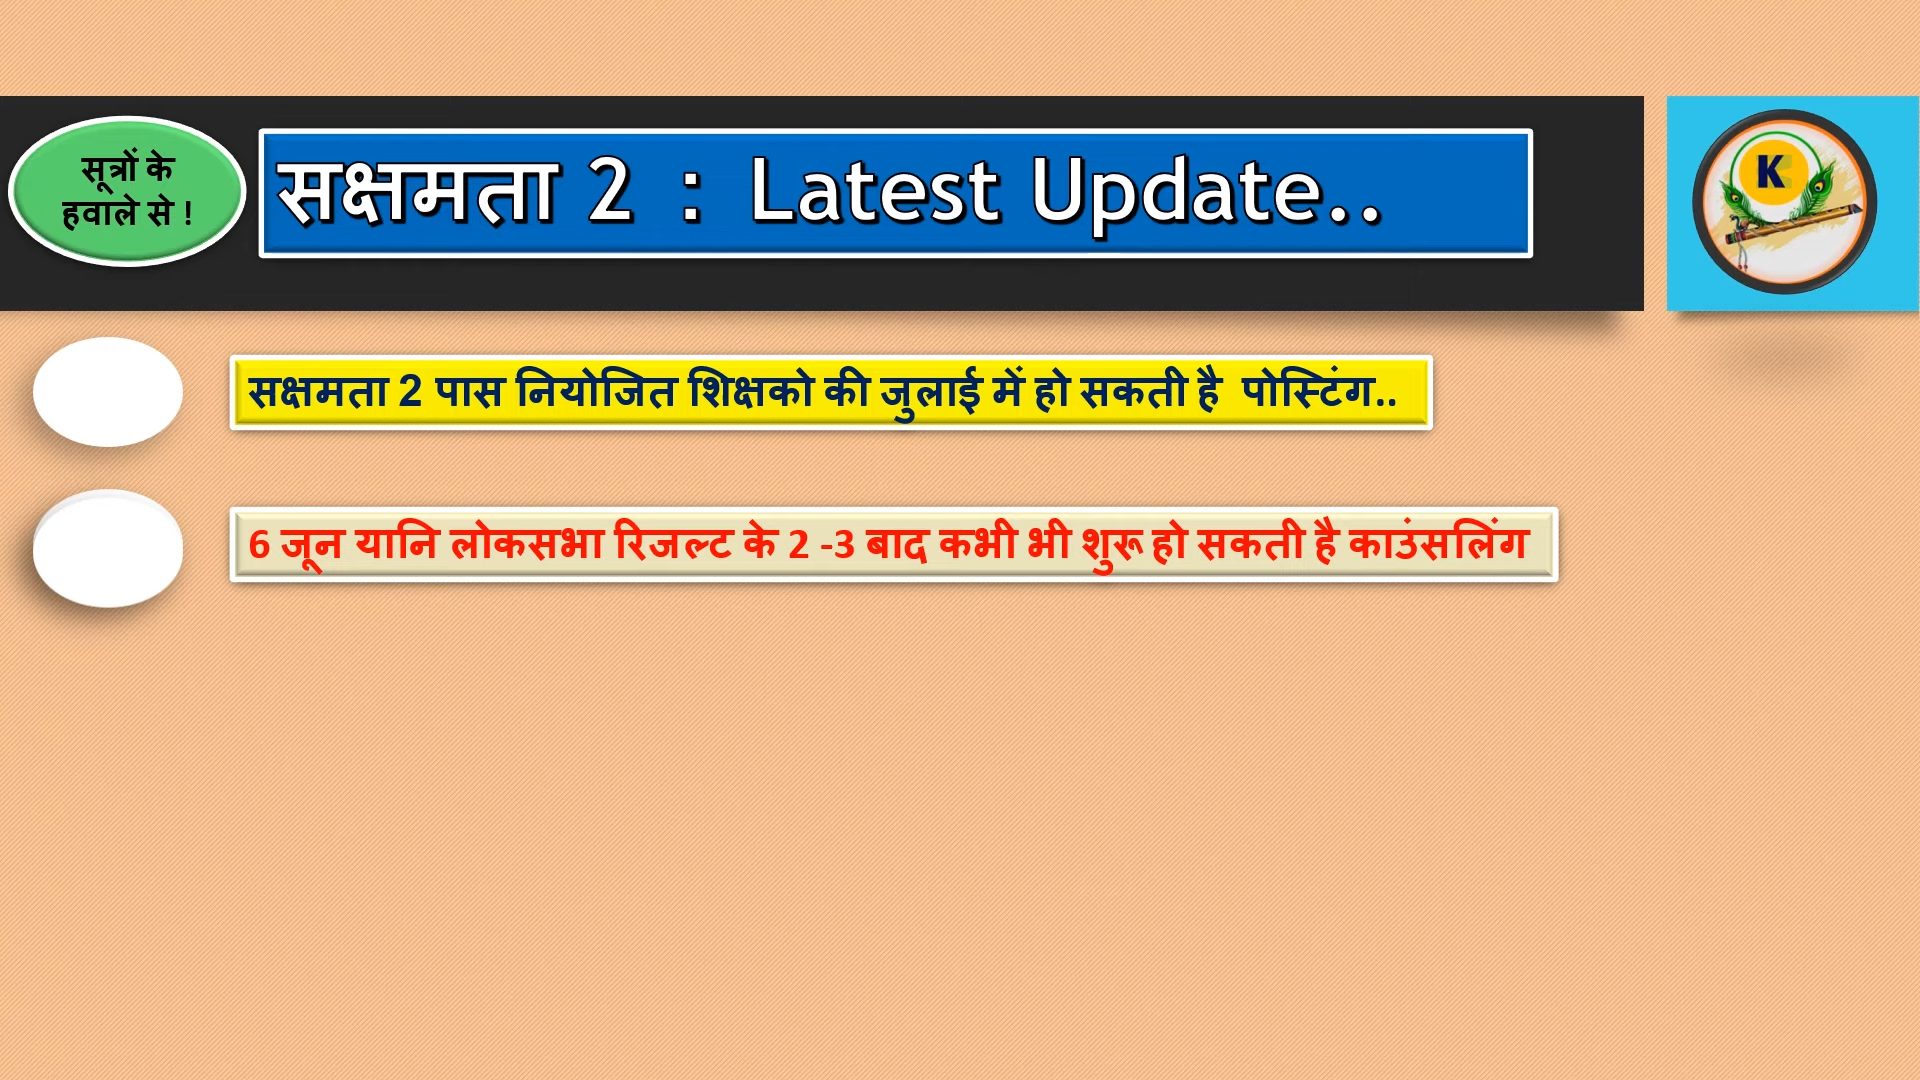 सूत्रों के
हवाले से !
सक्षमता 2 : Latest Update..
K
सक्षमता 2 पास नियोजित शिक्षको की जुलाई में हो सकती है पोस्टिंग..
6 जून यानि लोकसभा रिजल्ट के 2 -3 बाद कभी भी शुरू हो सकती है काउंसलिंग